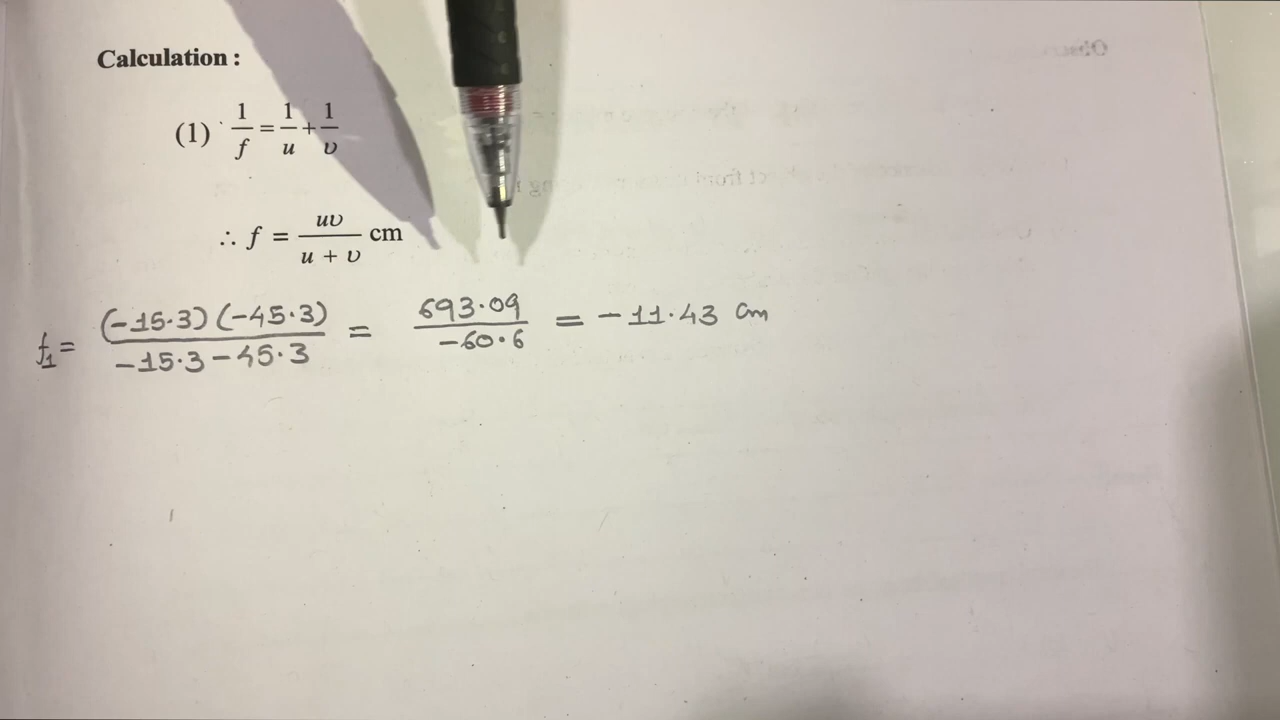 Calculation :
(1) 1/f = 1/u + 1/υ
∴ f = uυ/(u + υ) cm
f₁ = (-15.3)(-45.3)/(-15.3-45.3) = 693.09/(-60.6) = -11.43 cm